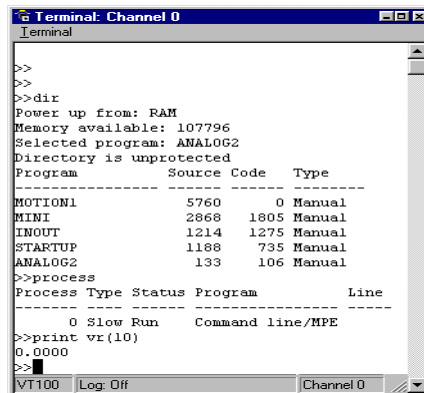 Terminal: Channel 0
Terminal
>>
>>
>>dir
Power up from: RAM
Memory available: 107796
Selected program: ANALOG2
Directory is unprotected
Program Source Code Type
---------------- ------ ------ ---------
MOTION1 5760 0 Manual
MINI 2868 1805 Manual
INOUT 1214 1275 Manual
STARTUP 1188 735 Manual
ANALOG2 133 106 Manual
>>process
Process Type Status Program Line
------- ---- ------ ---------------- -----
0 Slow Run Command line/MPE
>>print vr(10)
0.0000
>>
VT100 Log: Off Channel 0